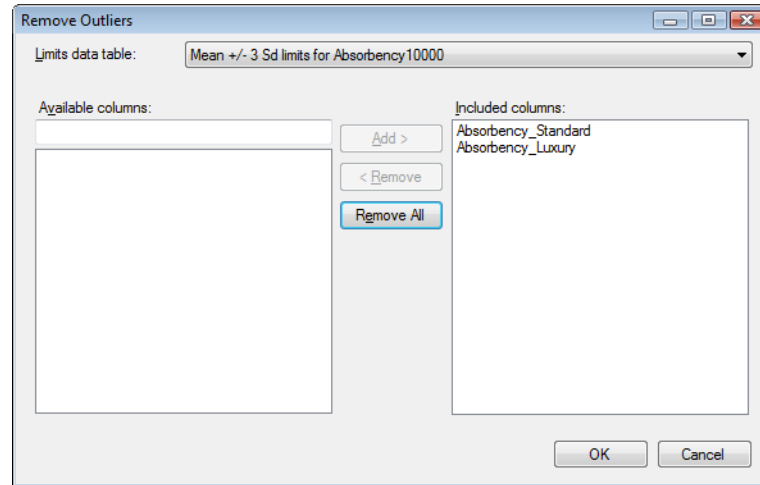 Remove Outliers
Limits data table:
Mean +/- 3 Sd limits for Absorbency10000
Available columns:
Included columns:
Add >
< Remove
Remove All
Absorbency_Standard
Absorbency_Luxury
OK
Cancel